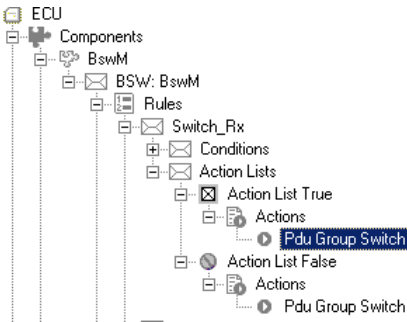 ECU
Components
BswM
BSW: BswM
Rules
Switch_Rx
Conditions
Action Lists
Action List True
Actions
Pdu Group Switch
Action List False
Actions
Pdu Group Switch